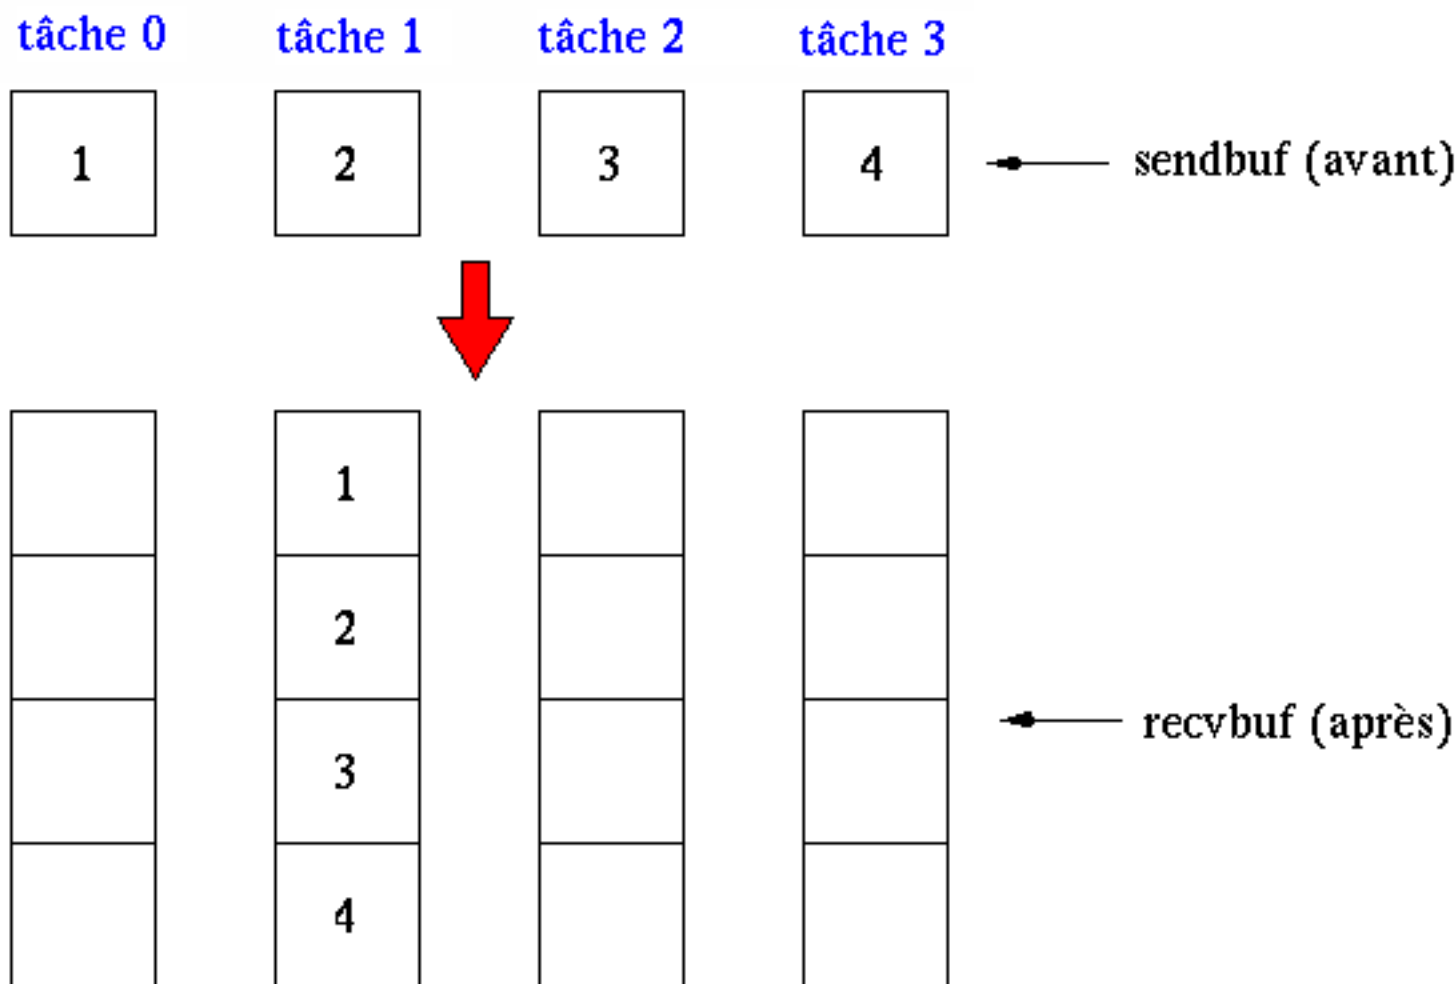 tâche 0 tâche 1 tâche 2 tâche 3
1 2 3 4 sendbuf (avant)
1
2
3
recvbuf (après)
4